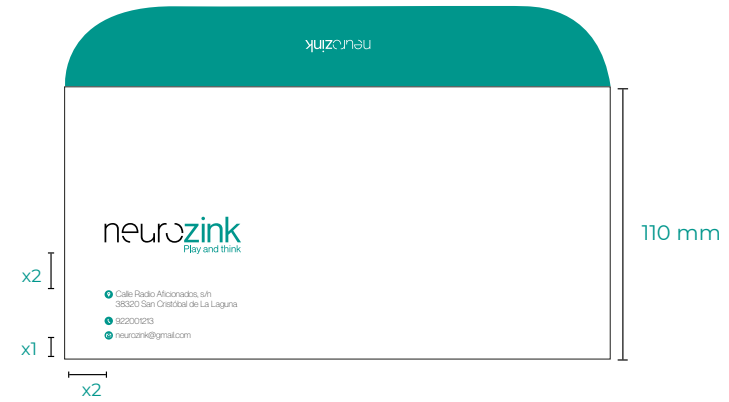 neurozink
neurozink
Play and think
110 mm
x2
Calle Radio Aficionados, s/n
38320 San Cristóbal de La Laguna
922001213
neurozink@gmail.com
x1
x2